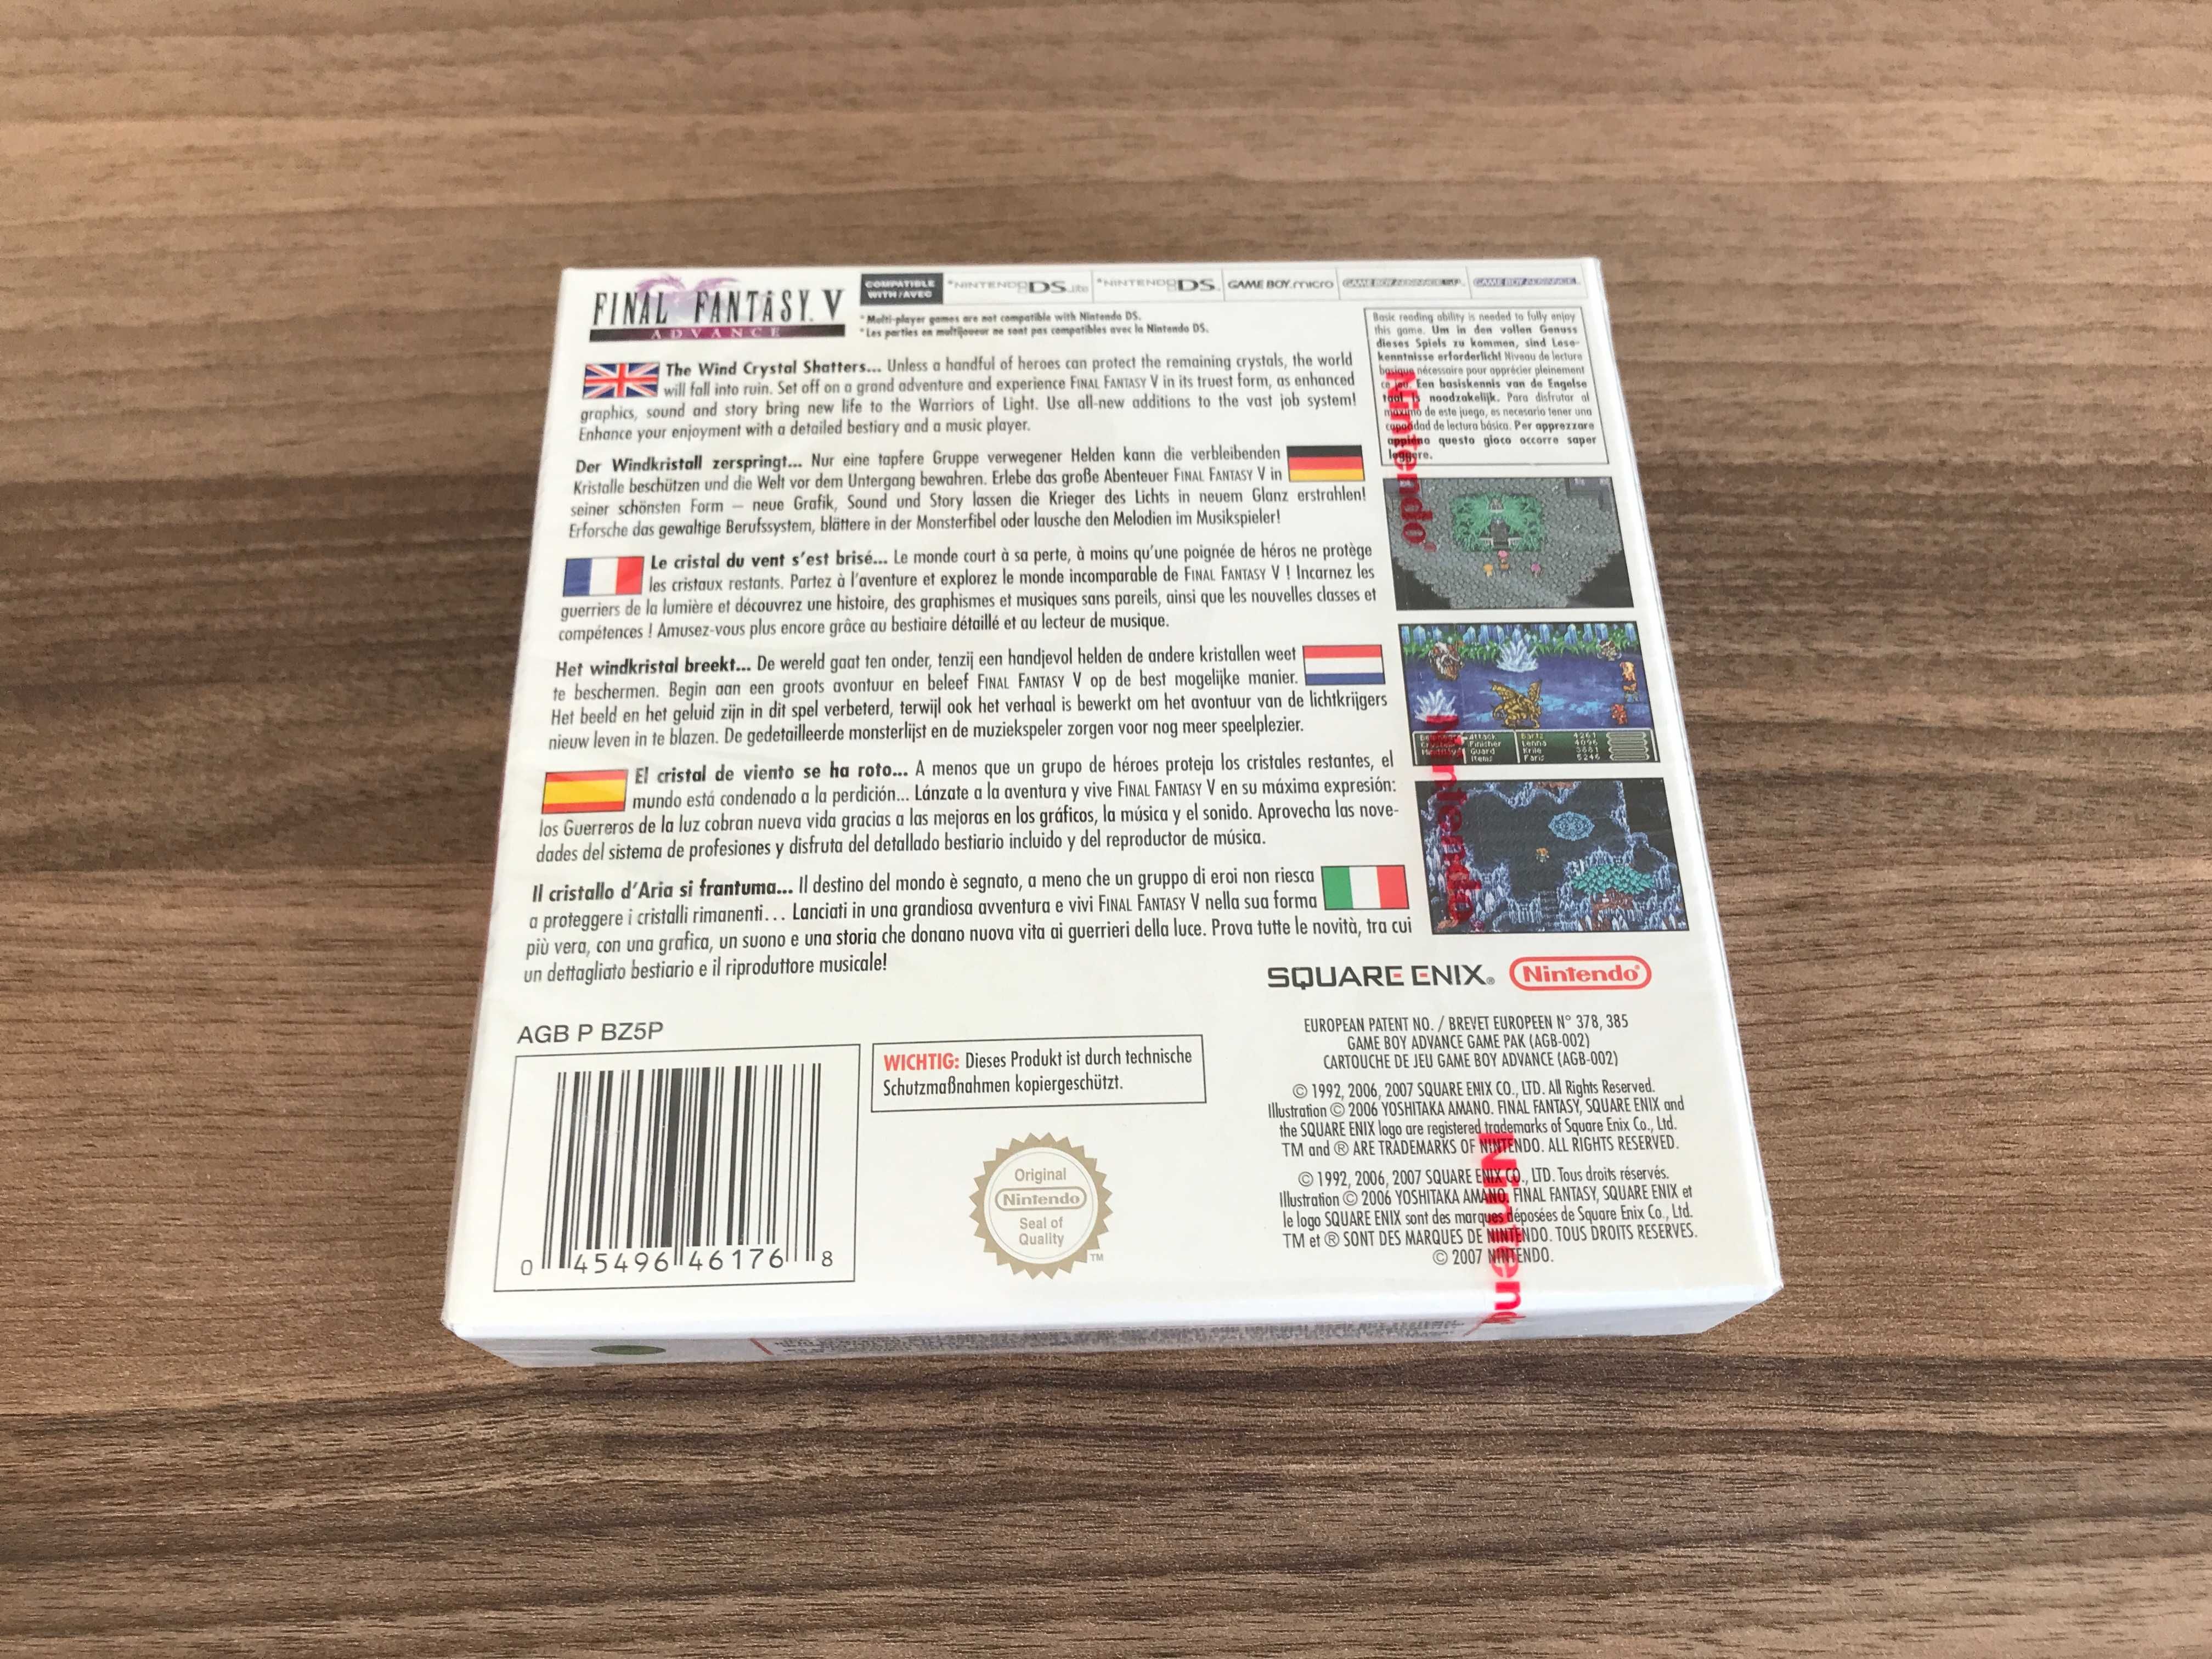 FINAL FANTASY V
ADVANCE
COMPATIBLE
WITH/AVEC
*NINTENDO DS Lite
*NINTENDO DS
GAME BOY micro
GAME BOY ADVANCE SP
GAME BOY ADVANCE
*Multi-player games are not compatible with Nintendo DS.
*Les parties en multijoueur ne sont pas compatibles avec la Nintendo DS.
Basic reading ability is needed to fully enjoy
this game. Um in den vollen Genuss
dieses Spiels zu kommen, sind Lese-
kenntnisse erforderlich! Niveau de lecture
basique nécessaire pour apprécier pleinement
ce jeu. Een basiskennis van de Engelse
taal is noodzakelijk. Para disfrutar al
máximo de este juego, es necesario tener una
capacidad de lectura básica. Per apprezzare
appieno questo gioco occorre saper
leggere.
The Wind Crystal Shatters... Unless a handful of heroes can protect the remaining crystals, the world
will fall into ruin. Set off on a grand adventure and experience FINAL FANTASY V in its truest form, as enhanced
graphics, sound and story bring new life to the Warriors of Light. Use all-new additions to the vast job system!
Enhance your enjoyment with a detailed bestiary and a music player.
Der Windkristall zerspringt... Nur eine tapfere Gruppe verwegener Helden kann die verbleibenden
Kristalle beschützen und die Welt vor dem Untergang bewahren. Erlebe das große Abenteuer FINAL FANTASY V in
seiner schönsten Form – neue Grafik, Sound und Story lassen die Krieger des Lichts in neuem Glanz erstrahlen!
Erforsche das gewaltige Berufssystem, blättere in der Monsterfibel oder lausche den Melodien im Musikspieler!
Le cristal du vent s'est brisé... Le monde court à sa perte, à moins qu'une poignée de héros ne protège
les cristaux restants. Partez à l'aventure et explorez le monde incomparable de FINAL FANTASY V ! Incarnez les
guerriers de la lumière et découvrez une histoire, des graphismes et musiques sans pareils, ainsi que les nouvelles classes et
compétences ! Amusez-vous plus encore grâce au bestiaire détaillé et au lecteur de musique.
Het windkristal breekt... De wereld gaat ten onder, tenzij een handjevol helden de andere kristallen weet
te beschermen. Begin aan een groots avontuur en beleef FINAL FANTASY V op de best mogelijke manier.
Het beeld en het geluid zijn in dit spel verbeterd, terwijl ook het verhaal is bewerkt om het avontuur van de lichtkrijgers
nieuw leven in te blazen. De gedetailleerde monsterlijst en de muziekspeler zorgen voor nog meer speelplezier.
El cristal de viento se ha roto... A menos que un grupo de héroes proteja los cristales restantes, el
mundo está condenado a la perdición... Lánzate a la aventura y vive FINAL FANTASY V en su máxima expresión:
los Guerreros de la luz cobran nueva vida gracias a las mejoras en los gráficos, la música y el sonido. Aprovecha las nove-
dades del sistema de profesiones y disfruta del detallado bestiario incluido y del reproductor de música.
Il cristallo d'Aria si frantuma... Il destino del mondo è segnato, a meno che un gruppo di eroi non riesca
a proteggere i cristalli rimanenti... Lanciati in una grandiosa avventura e vivi FINAL FANTASY V nella sua forma
più vera, con una grafica, un suono e una storia che donano nuova vita ai guerrieri della luce. Prova tutte le novità, tra cui
un dettagliato bestiario e il riproduttore musicale!
Nintendo
Attack
Finisher
Guard
Items
Bartz 4261
Lenna 4096
Krile 3881
Faris 5246
Nintendo
SQUARE ENIX®
Nintendo®
AGB P BZ5P
0 45496 46176 8
WICHTIG: Dieses Produkt ist durch technische
Schutzmaßnahmen kopiergeschützt.
Original
Nintendo
Seal of
Quality
TM
EUROPEAN PATENT NO. / BREVET EUROPEEN N° 378, 385
GAME BOY ADVANCE GAME PAK (AGB-002)
CARTOUCHE DE JEU GAME BOY ADVANCE (AGB-002)
© 1992, 2006, 2007 SQUARE ENIX CO., LTD. All Rights Reserved.
Illustration © 2006 YOSHITAKA AMANO. FINAL FANTASY, SQUARE ENIX and
the SQUARE ENIX logo are registered trademarks of Square Enix Co., Ltd.
TM and ® ARE TRADEMARKS OF NINTENDO. ALL RIGHTS RESERVED.
© 1992, 2006, 2007 SQUARE ENIX CO., LTD. Tous droits réservés.
Illustration © 2006 YOSHITAKA AMANO. FINAL FANTASY, SQUARE ENIX et
le logo SQUARE ENIX sont des marques déposées de Square Enix Co., Ltd.
TM et ® SONT DES MARQUES DE NINTENDO. TOUS DROITS RESERVES.
© 2007 NINTENDO.
Nintend